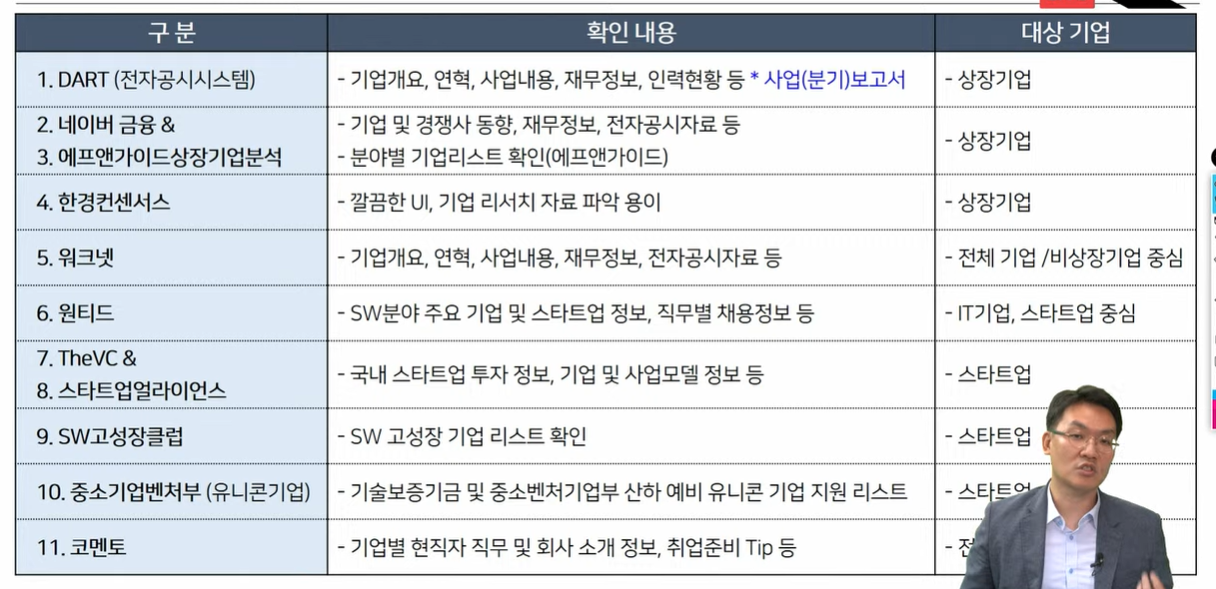 구 분
확인 내용
대상 기업
1. DART (전자공시시스템)
- 기업개요, 연혁, 사업내용, 재무정보, 인력현황 등 * 사업(분기)보고서
- 상장기업
2. 네이버 금융 &
3. 에프앤가이드상장기업분석
- 기업 및 경쟁사 동향, 재무정보, 전자공시자료 등
- 분야별 기업리스트 확인(에프앤가이드)
- 상장기업
4. 한경컨센서스
- 깔끔한 UI, 기업 리서치 자료 파악 용이
- 상장기업
5. 워크넷
- 기업개요, 연혁, 사업내용, 재무정보, 전자공시자료 등
- 전체 기업 /비상장기업 중심
6. 원티드
- SW분야 주요 기업 및 스타트업 정보, 직무별 채용정보 등
- IT기업, 스타트업 중심
7. TheVC &
8. 스타트업얼라이언스
- 국내 스타트업 투자 정보, 기업 및 사업모델 정보 등
- 스타트업
9. SW고성장클럽
- SW 고성장 기업 리스트 확인
- 스타트업
10. 중소기업벤처부 (유니콘기업)
- 기술보증기금 및 중소벤처기업부 산하 예비 유니콘 기업 지원 리스트
- 스타트업
11. 코멘토
- 기업별 현직자 직무 및 회사 소개 정보, 취업준비 Tip 등
- 전